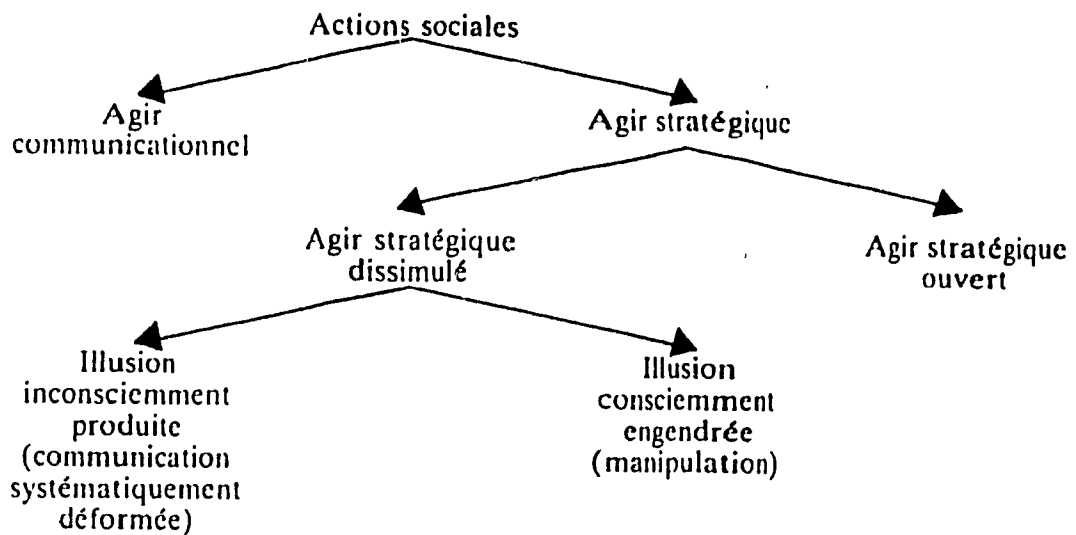 Actions sociales
Agir
communicationnel
Agir stratégique
Agir stratégique
dissimulé
Agir stratégique
ouvert
Illusion
inconsciemment
produite
(communication
systématiquement
déformée)
Illusion
consciemment
engendrée
(manipulation)